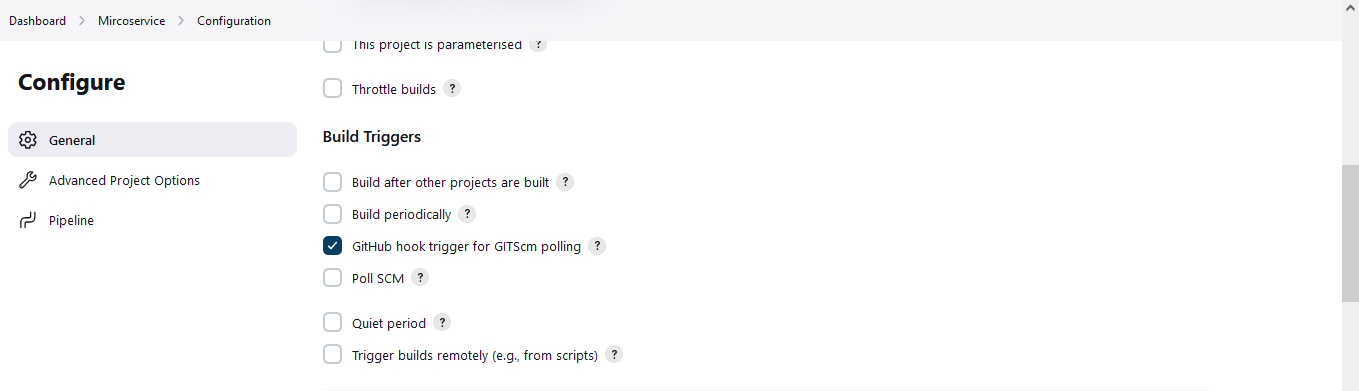 Dashboard > Mircoservice > Configuration
This project is parameterised ?
Configure
Throttle builds ?
Build Triggers
General
Advanced Project Options
Pipeline
Build after other projects are built ?
Build periodically ?
GitHub hook trigger for GITScm polling ?
Poll SCM ?
Quiet period ?
Trigger builds remotely (e.g., from scripts) ?